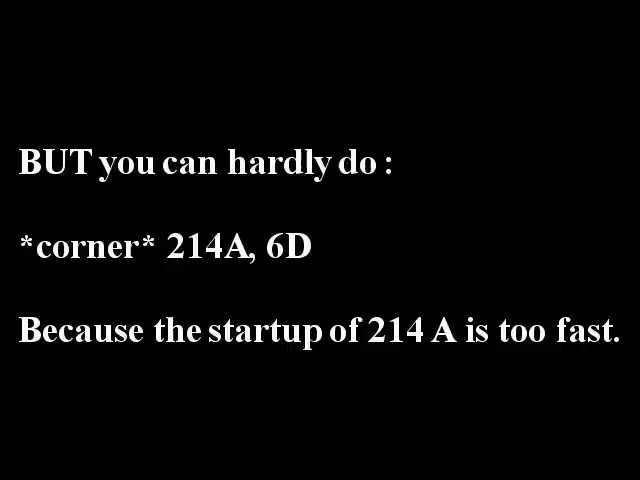 BUT you can hardly do :
*corner* 214A, 6D
Because the startup of 214 A is too fast.